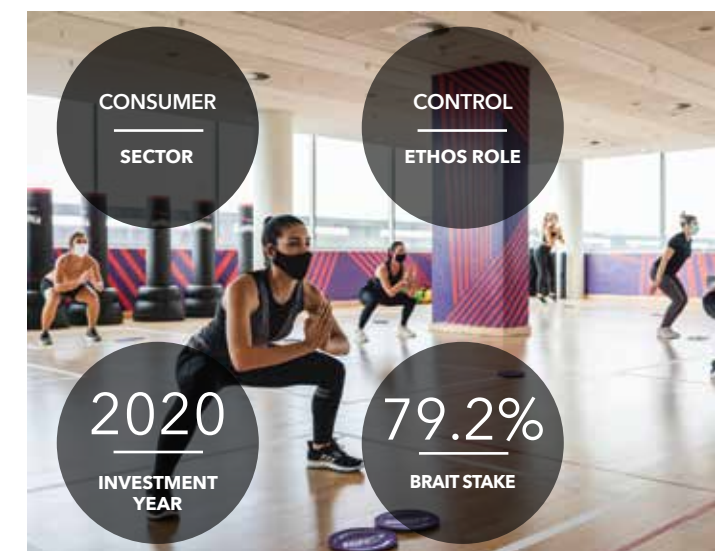 CONSUMER
SECTOR
CONTROL
ETHOS ROLE
2020
INVESTMENT
YEAR
79.2%
BRAIT STAKE